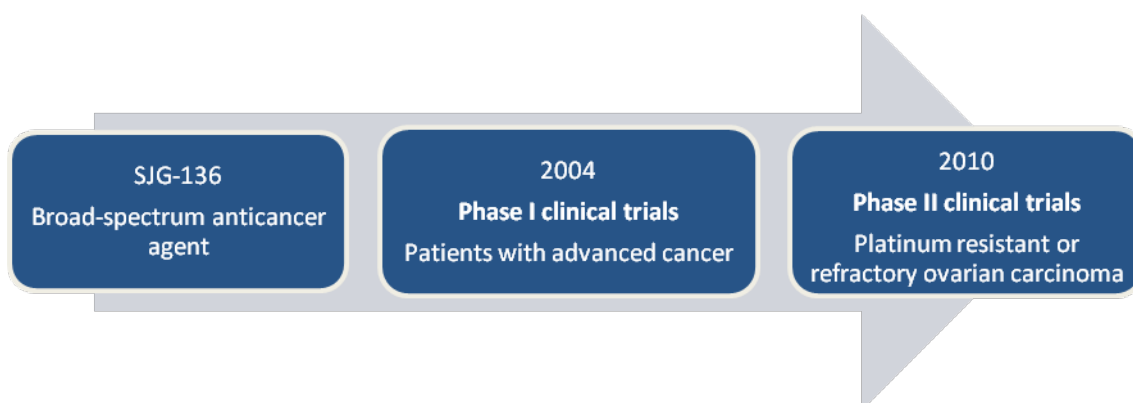 SJG-136
Broad-spectrum anticancer
agent
2004
Phase I clinical trials
Patients with advanced cancer
2010
Phase II clinical trials
Platinum resistant or
refractory ovarian carcinoma